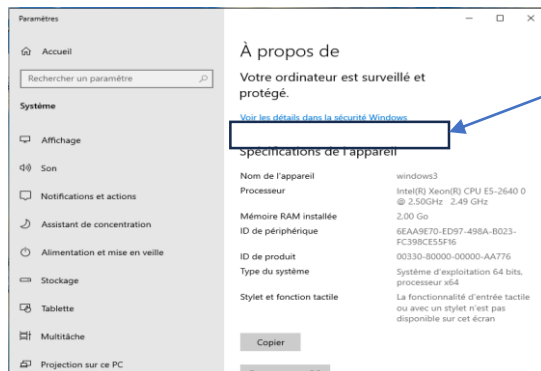 Paramètres
Accueil
Rechercher un paramètre
Système
Affichage
Son
Notifications et actions
Assistant de concentration
Alimentation et mise en veille
Stockage
Tablette
Multitâche
Projection sur ce PC
À propos de
Votre ordinateur est surveillé et
protégé.
Voir les détails dans la sécurité Windows
Spécifications de l'appareil
Nom de l'appareil windows3
Processeur Intel(R) Xeon(R) CPU E5-2640 0
@ 2.50GHz 2.49 GHz
Mémoire RAM installée 2,00 Go
ID de périphérique 6EAA9E70-ED97-498A-B023-
FC398CE55F16
ID de produit 00330-80000-00000-AA776
Type du système Système d'exploitation 64 bits,
processeur x64
Stylet et fonction tactile La fonctionnalité d'entrée tactile
ou avec un stylet n'est pas
disponible sur cet écran
Copier